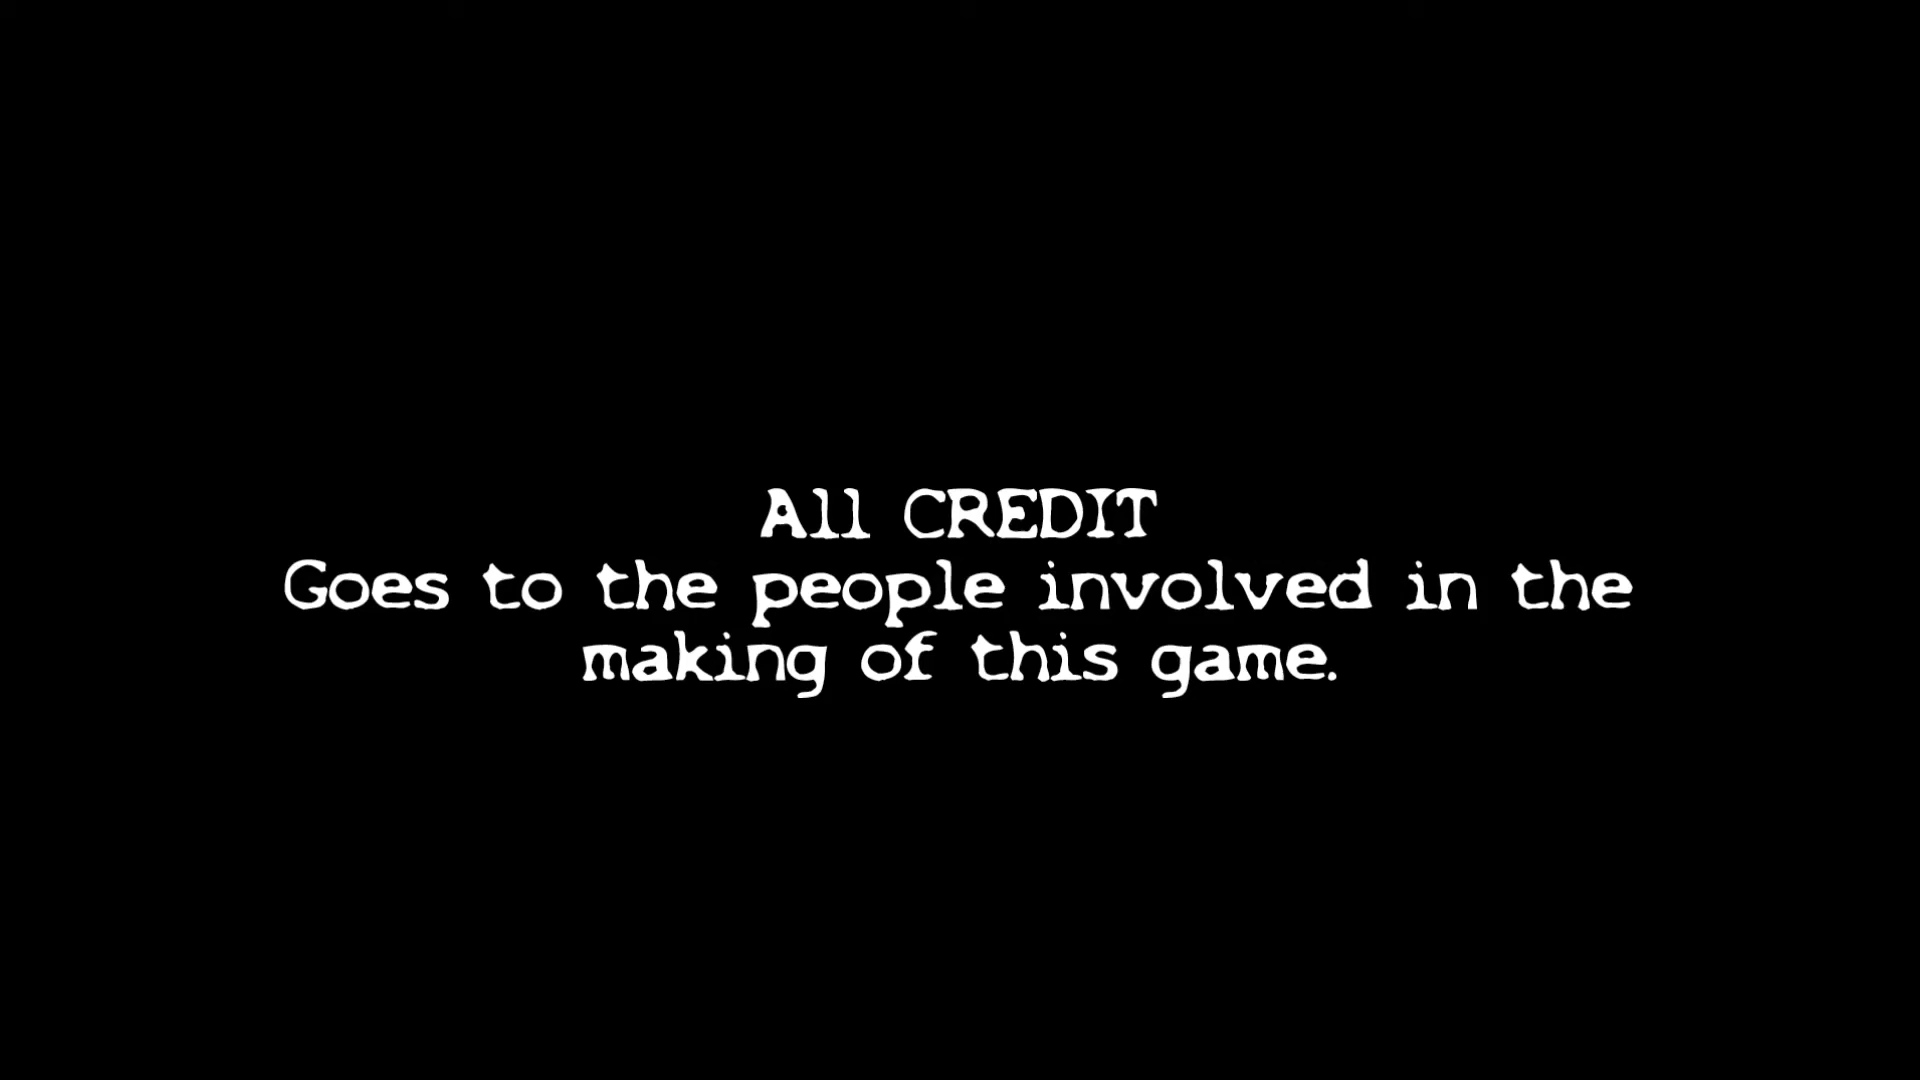 All CREDIT
Goes to the people involved in the
making of this game.